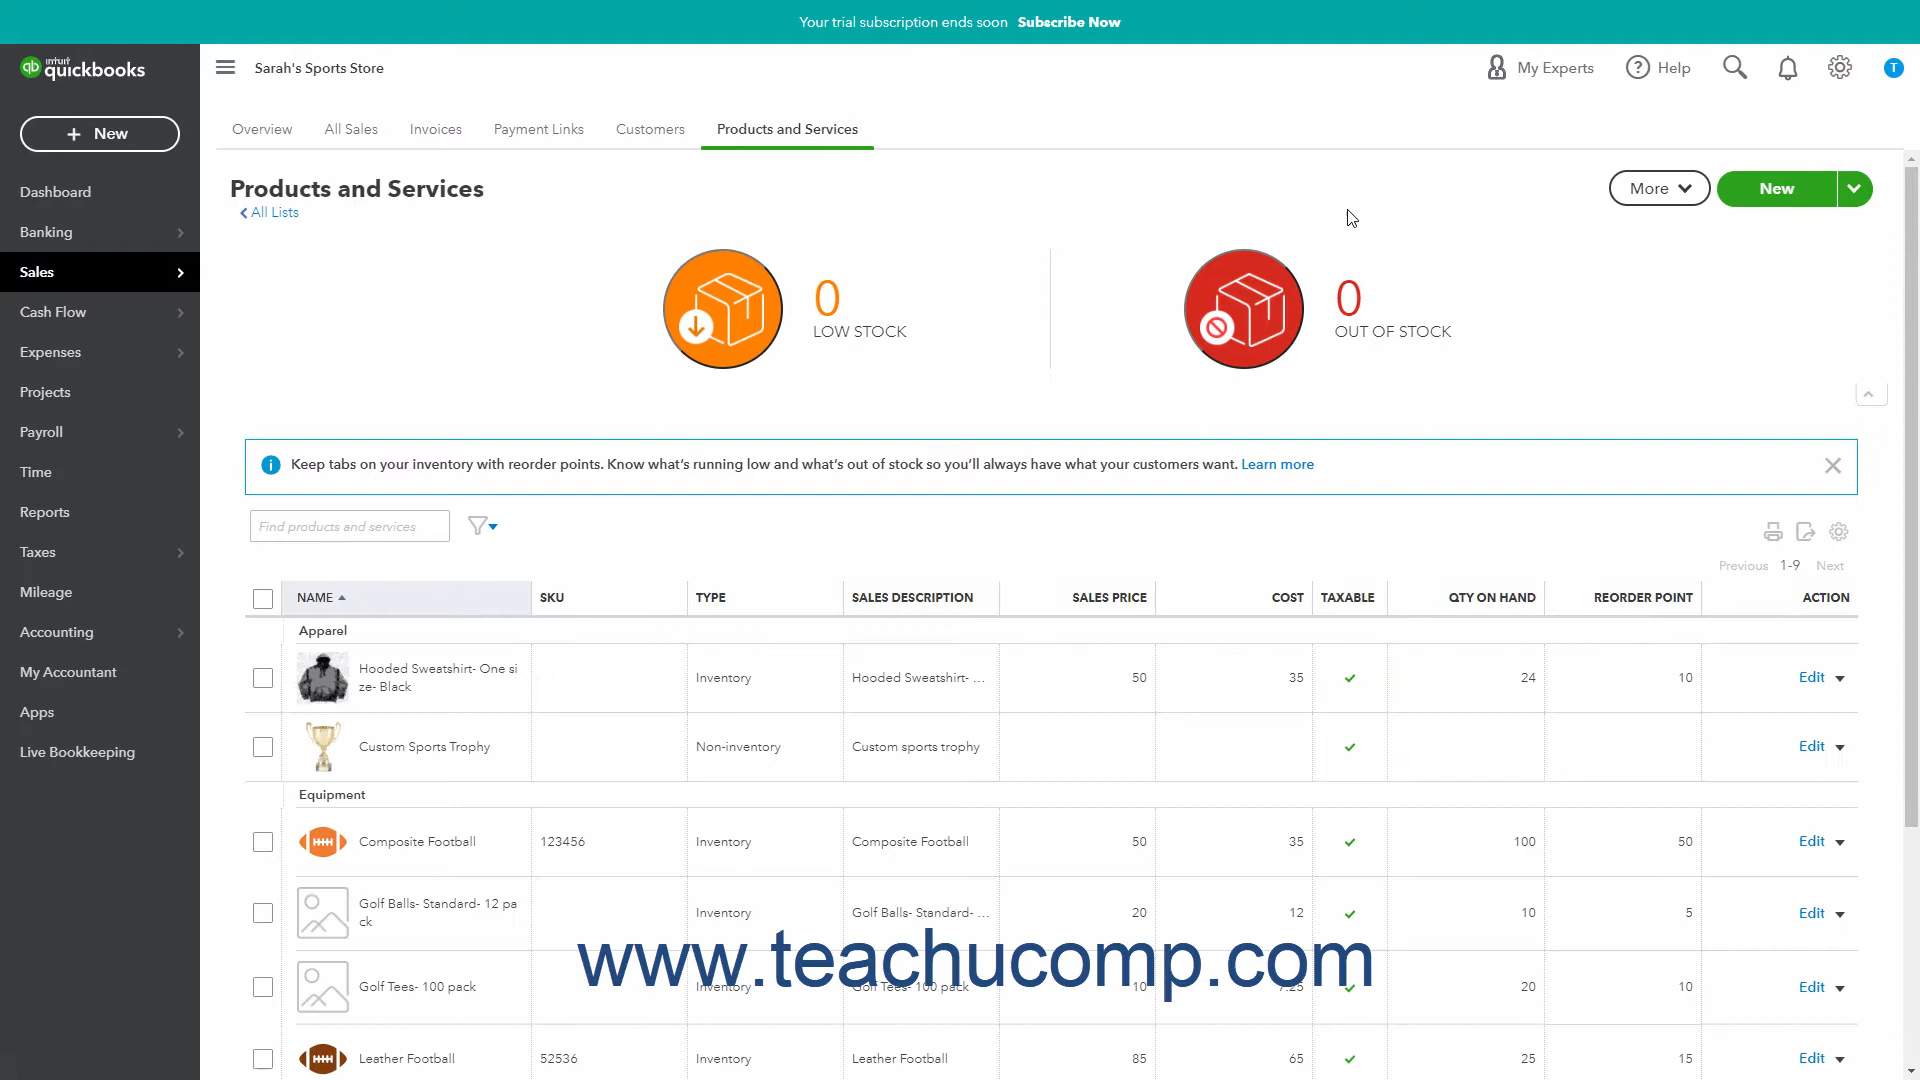 Your trial subscription ends soon Subscribe Now
intuit quickbooks
Sarah's Sports Store
My Experts
Help
T
+ New
Overview
All Sales
Invoices
Payment Links
Customers
Products and Services
Dashboard
Banking
Sales
Cash Flow
Expenses
Projects
Payroll
Time
Reports
Taxes
Mileage
Accounting
My Accountant
Apps
Live Bookkeeping
Products and Services
All Lists
More
New
0
LOW STOCK
0
OUT OF STOCK
Keep tabs on your inventory with reorder points. Know what's running low and what's out of stock so you'll always have what your customers want. Learn more
Find products and services
Previous 1-9 Next
NAME SKU TYPE SALES DESCRIPTION SALES PRICE COST TAXABLE QTY ON HAND REORDER POINT ACTION
Apparel
Hooded Sweatshirt- One si
ze- Black
Inventory Hooded Sweatshirt- ... 50 35 24 10 Edit
Custom Sports Trophy Non-inventory Custom sports trophy Edit
Equipment
Composite Football 123456 Inventory Composite Football 50 35 100 50 Edit
Golf Balls- Standard- 12 pa
ck
Inventory Golf Balls- Standard- ... 20 12 10 5 Edit
www.teachucomp.com
Golf Tees- 100 pack Inventory Golf Tees- 100 pack 10 7.25 20 10 Edit
Leather Football 52536 Inventory Leather Football 85 65 25 15 Edit